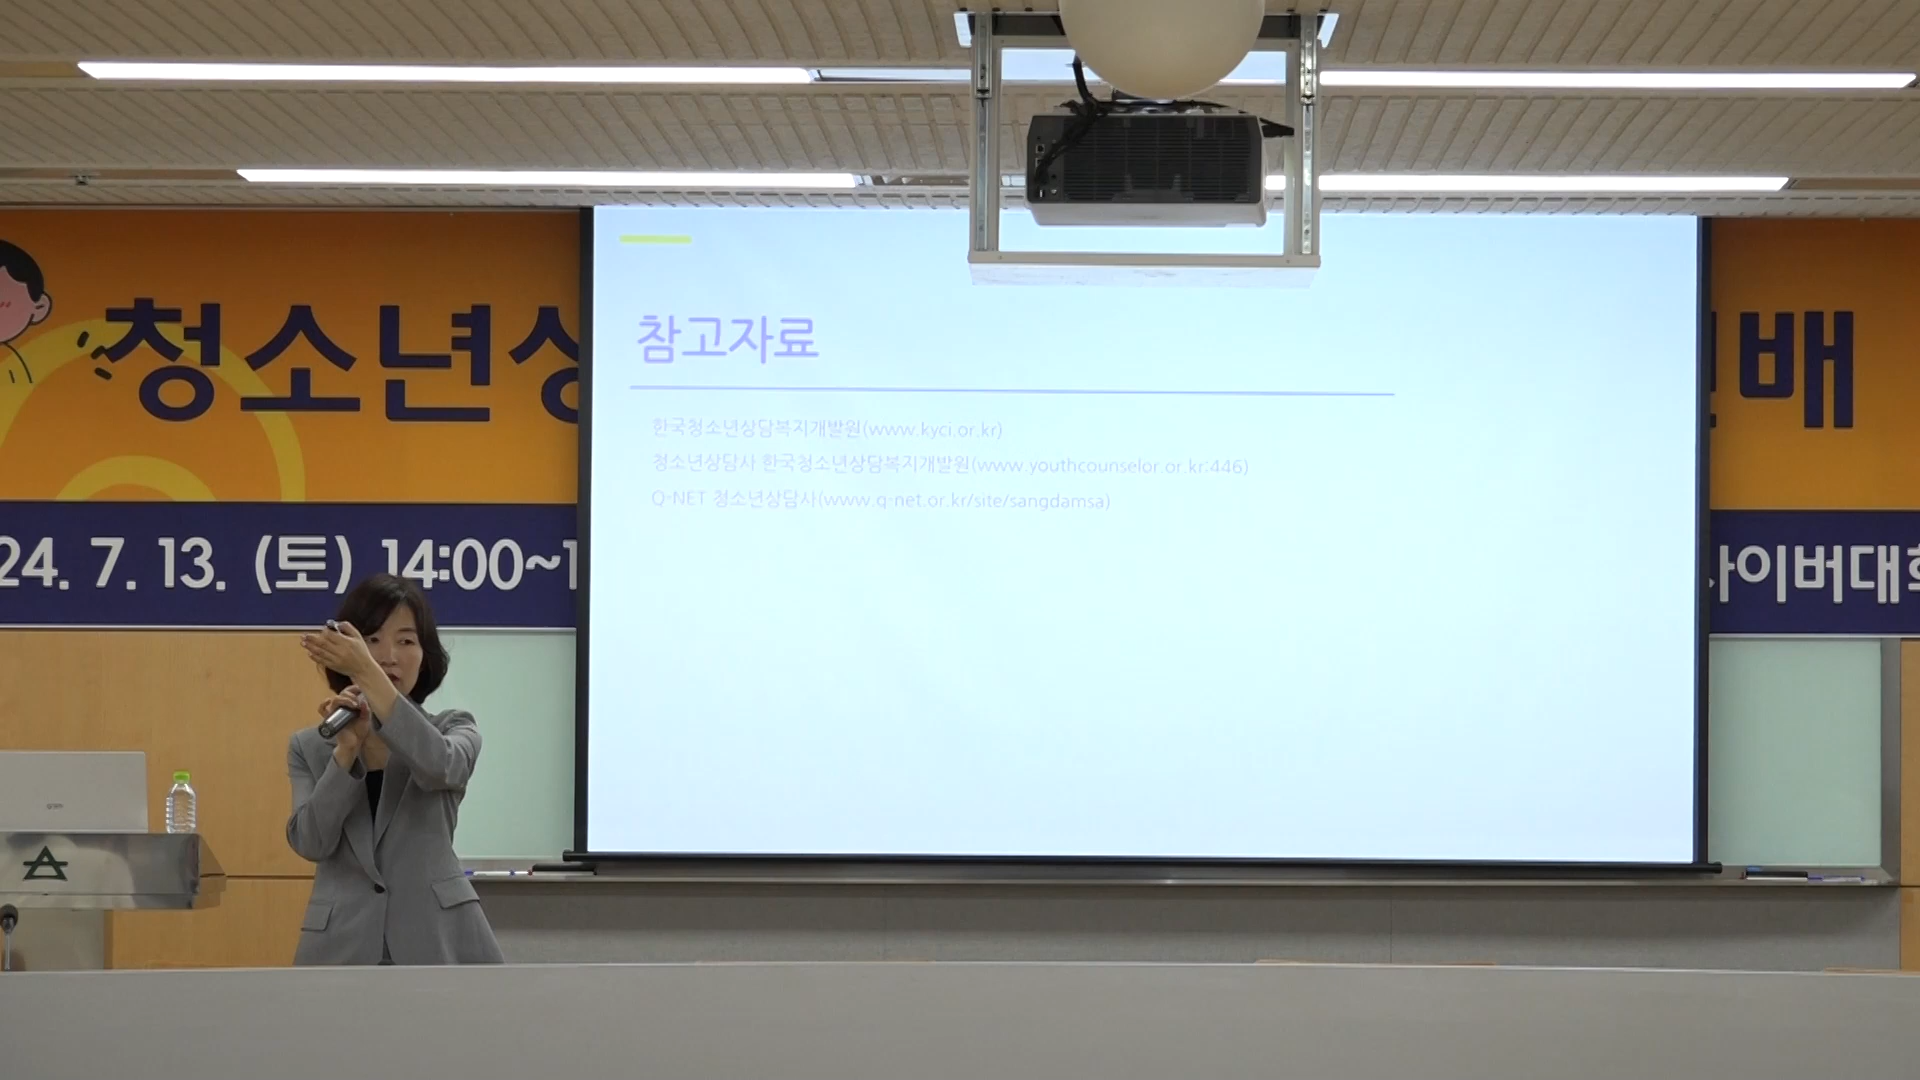 청소년상
배
24. 7. 13. (토) 14:00~1
사이버대
참고자료
한국청소년상담복지개발원(www.kyci.or.kr)
청소년상담사 한국청소년상담복지개발원(www.youthcounselor.or.kr:446)
Q-NET 청소년상담사(www.q-net.or.kr/site/sangdamsa)
gram